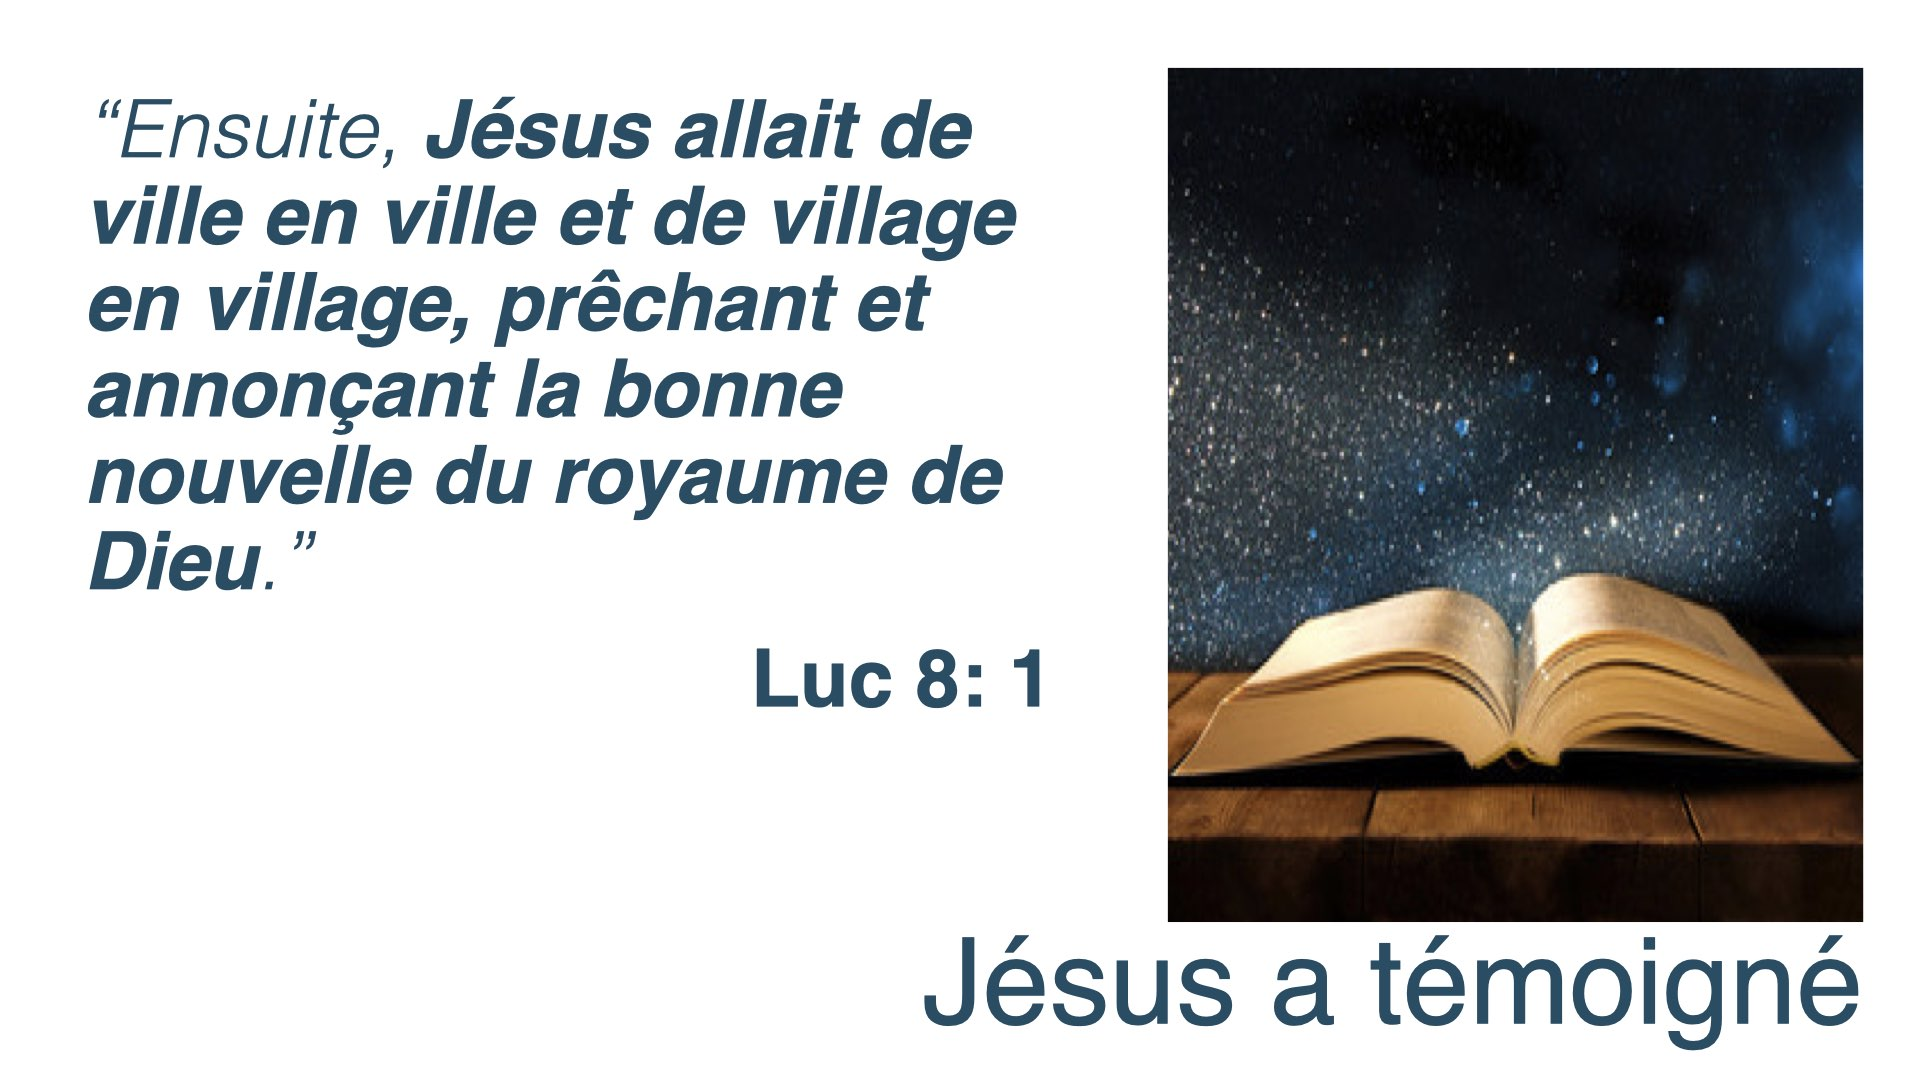 “Ensuite, Jésus allait de
ville en ville et de village
en village, prêchant et
annonçant la bonne
nouvelle du royaume de
Dieu.”
Luc 8: 1
Jésus a témoigné